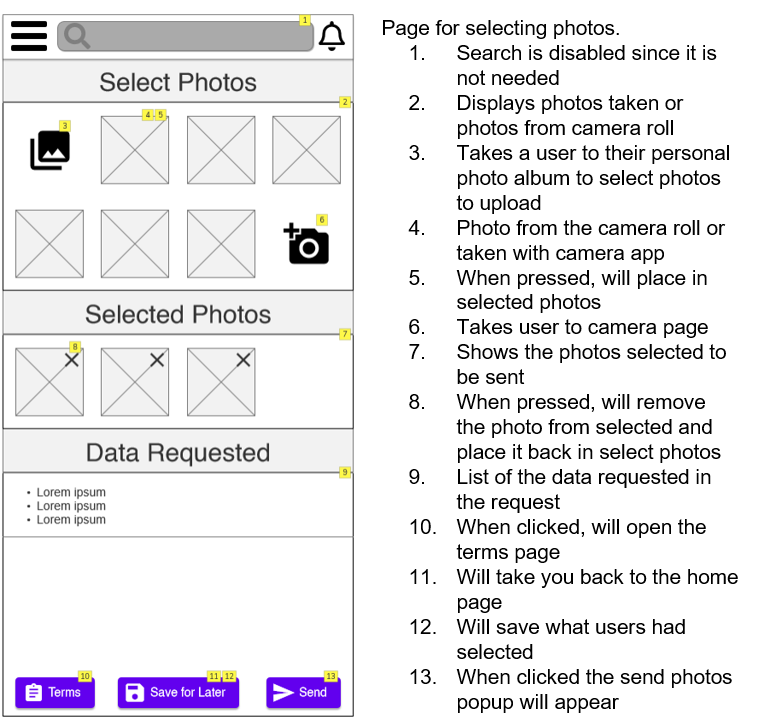 1
Select Photos
2
3
4 - 5
6
Selected Photos
7
8
Data Requested
9
• Lorem ipsum
• Lorem ipsum
• Lorem ipsum
10
11
12
13
Terms
Save for Later
Send
Page for selecting photos.
1. Search is disabled since it is
not needed
2. Displays photos taken or
photos from camera roll
3. Takes a user to their personal
photo album to select photos
to upload
4. Photo from the camera roll or
taken with camera app
5. When pressed, will place in
selected photos
6. Takes user to camera page
7. Shows the photos selected to
be sent
8. When pressed, will remove
the photo from selected and
place it back in select photos
9. List of the data requested in
the request
10. When clicked, will open the
terms page
11. Will take you back to the home
page
12. Will save what users had
selected
13. When clicked the send photos
popup will appear